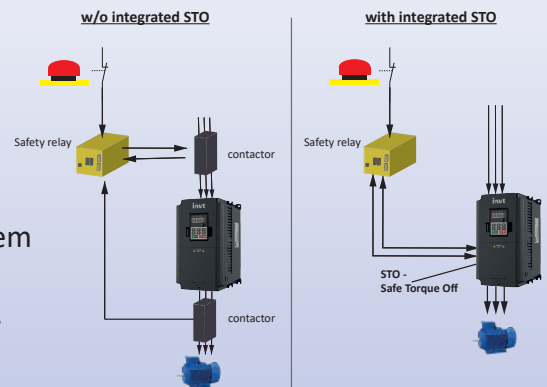 w/o integrated STO
with integrated STO
Safety relay
contactor
invt
contactor
Safety relay
invt
STO -
Safe Torque Off
em